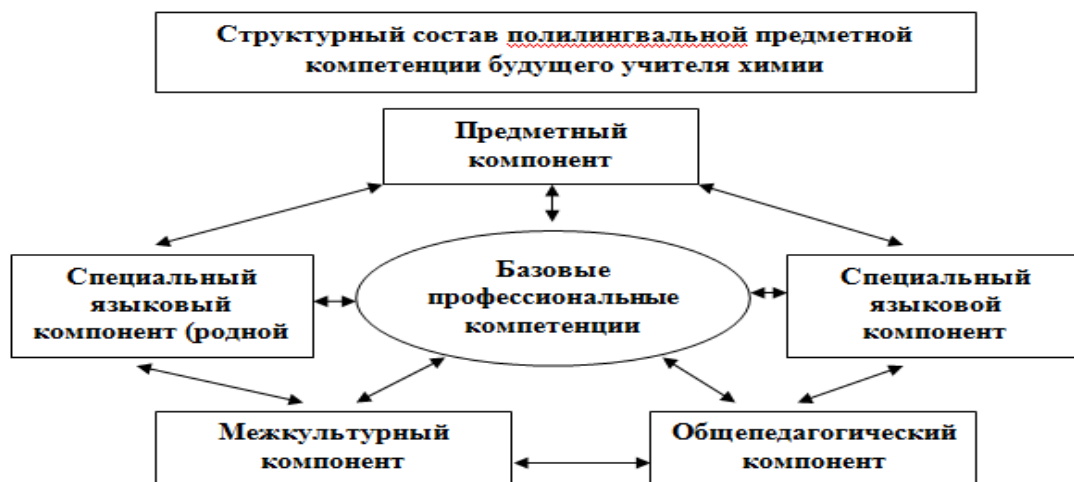 Структурный состав полилингвальной предметной
компетенции будущего учителя химии
Предметный
компонент
Специальный
языковый
компонент (родной
Базовые
профессиональные
компетенции
Специальный
языковой
компонент
Межкультурный
компонент
Общепедагогический
компонент